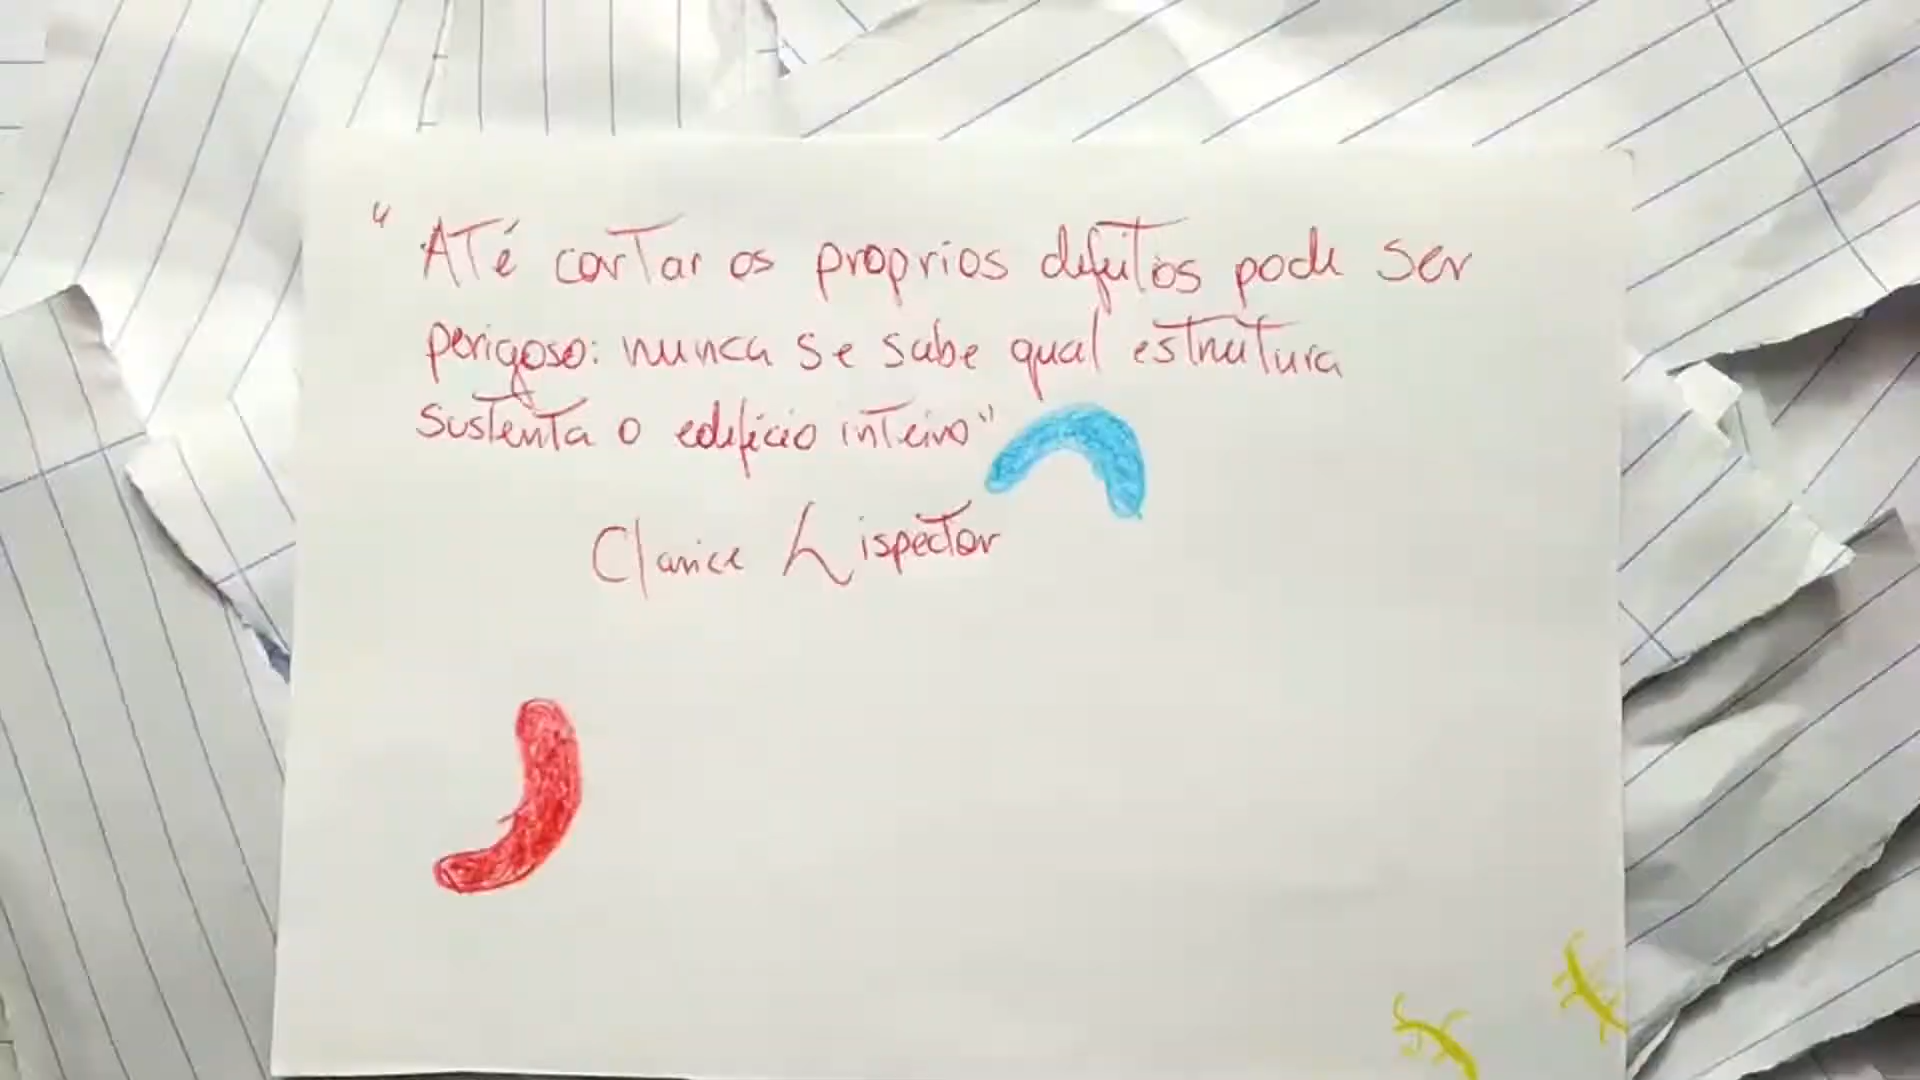 "Até cortar os proprios defeitos pode ser
perigoso: nunca se sabe qual estrutura
sustenta o edifício inteiro"
Clarice Lispector